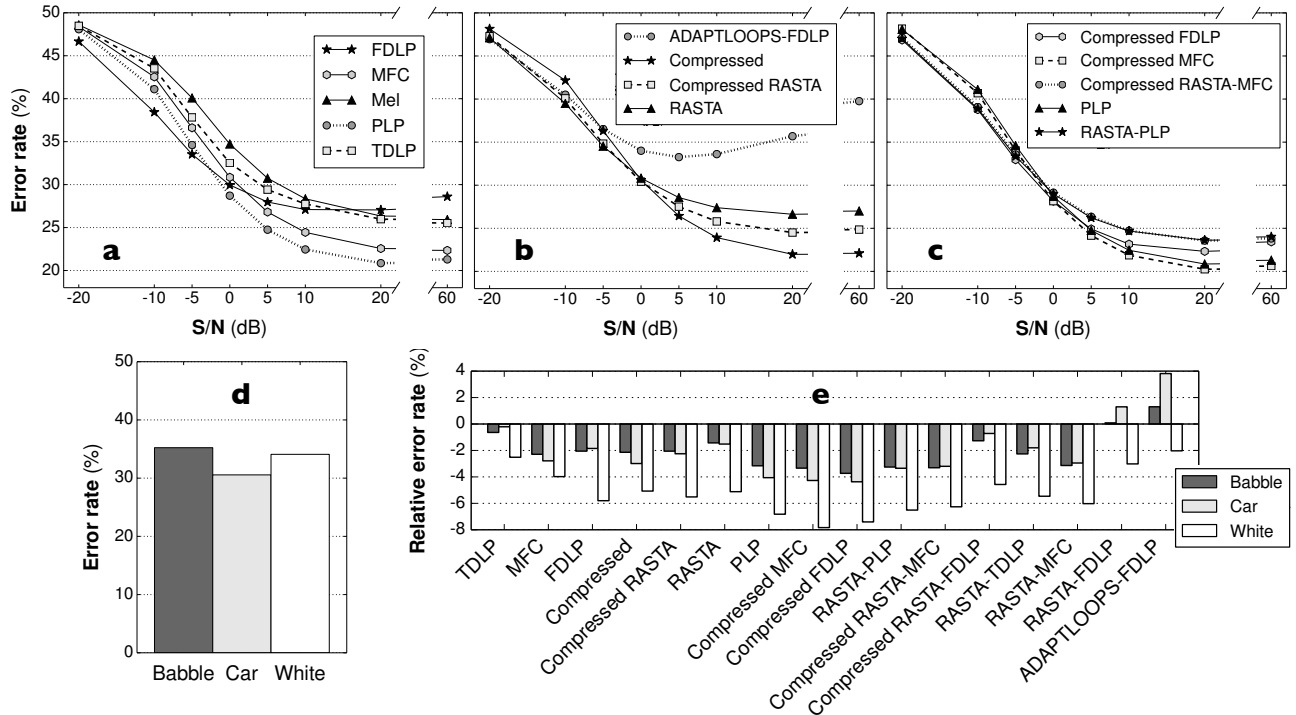 50
45
40
35
30
25
20
Error rate (%)
-20 -10 -5 0 5 10 20 60
S/N (dB)
a
FDLP
MFC
Mel
PLP
TDLP
-20 -10 -5 0 5 10 20 60
S/N (dB)
b
ADAPTLOOPS-FDLP
Compressed
Compressed RASTA
RASTA
-20 -10 -5 0 5 10 20 60
S/N (dB)
c
Compressed FDLP
Compressed MFC
Compressed RASTA-MFC
PLP
RASTA-PLP
50
40
30
20
10
0
Error rate (%)
d
Babble Car White
4
2
0
-2
-4
-6
-8
Relative error rate (%)
e
Babble
Car
White
TDLP
MFC
FDLP
Compressed
Compressed RASTA
RASTA
PLP
Compressed MFC
Compressed FDLP
RASTA-PLP
Compressed RASTA-MFC
Compressed RASTA-FDLP
RASTA-TDLP
RASTA-MFC
RASTA-FDLP
ADAPTLOOPS-FDLP